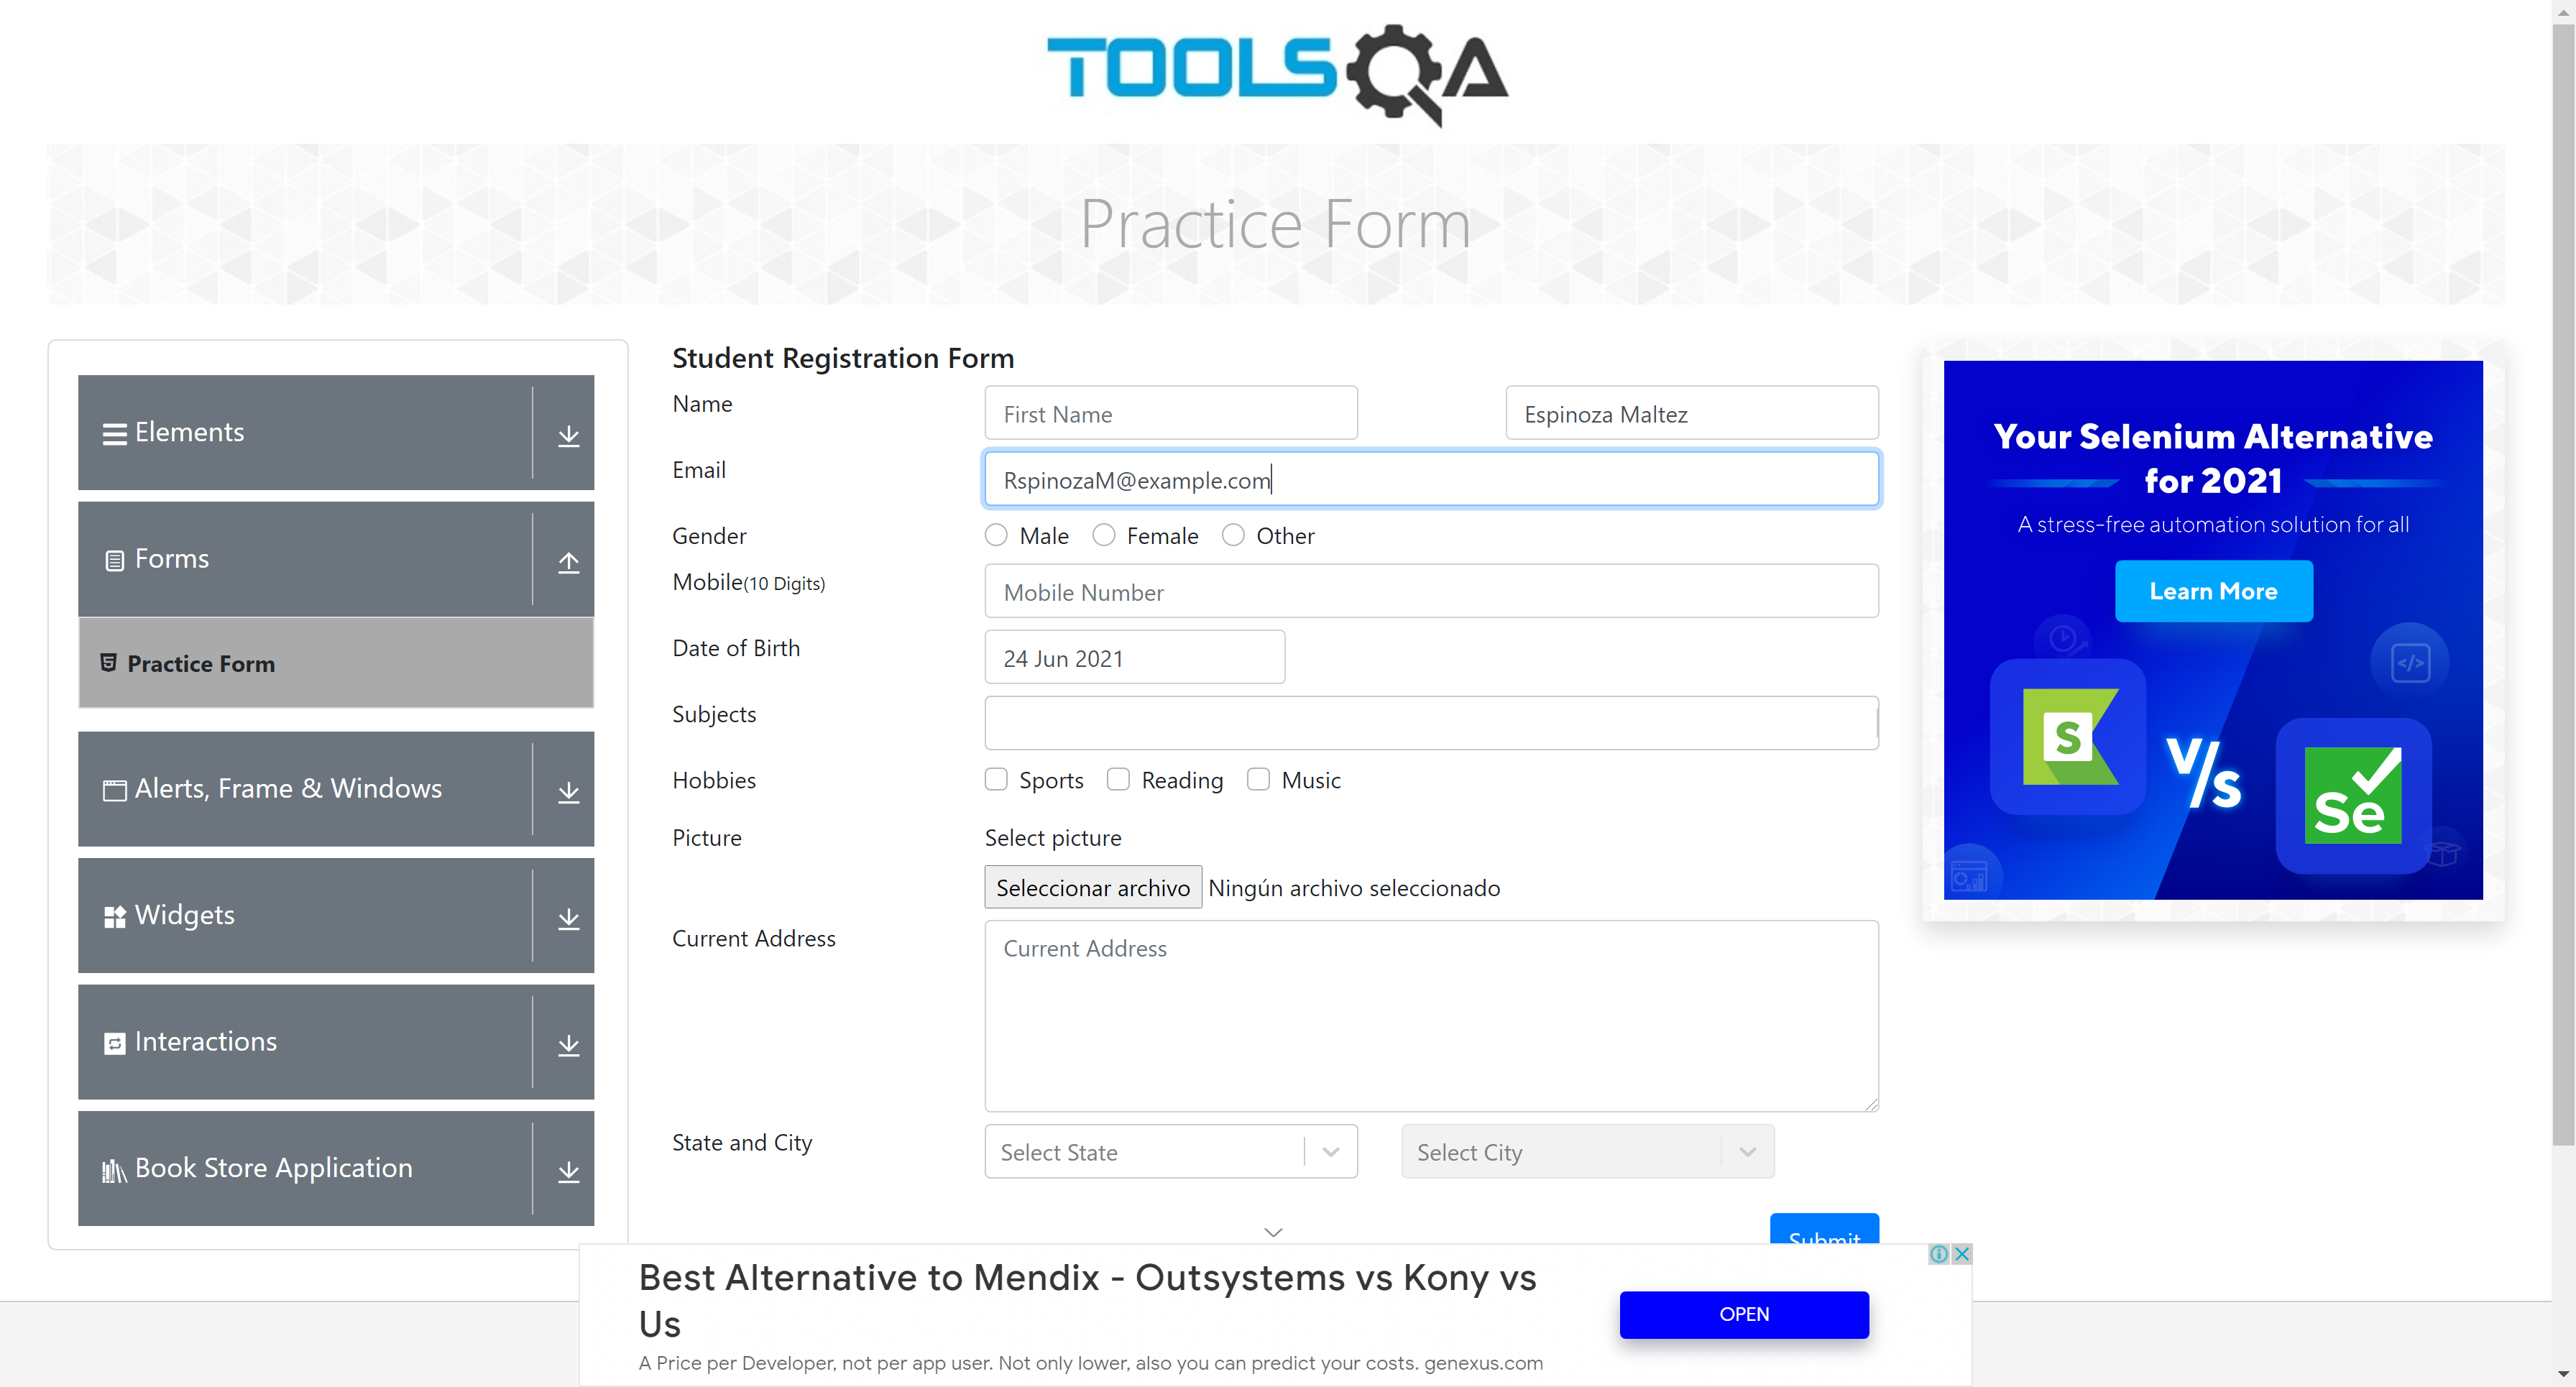 TOOLSQA
Practice Form
Elements
Forms
Practice Form
Alerts, Frame & Windows
Widgets
Interactions
Book Store Application
Student Registration Form
Name First Name Espinoza Maltez
Email RspinozaM@example.com
Gender Male Female Other
Mobile(10 Digits) Mobile Number
Date of Birth 24 Jun 2021
Subjects
Hobbies Sports Reading Music
Picture Select picture
Seleccionar archivo Ningún archivo seleccionado
Current Address Current Address
State and City Select State Select City
Submit
Your Selenium Alternative
for 2021
A stress-free automation solution for all
Learn More
S V/s Se
Best Alternative to Mendix - Outsystems vs Kony vs
Us
A Price per Developer, not per app user. Not only lower, also you can predict your costs. genexus.com
OPEN